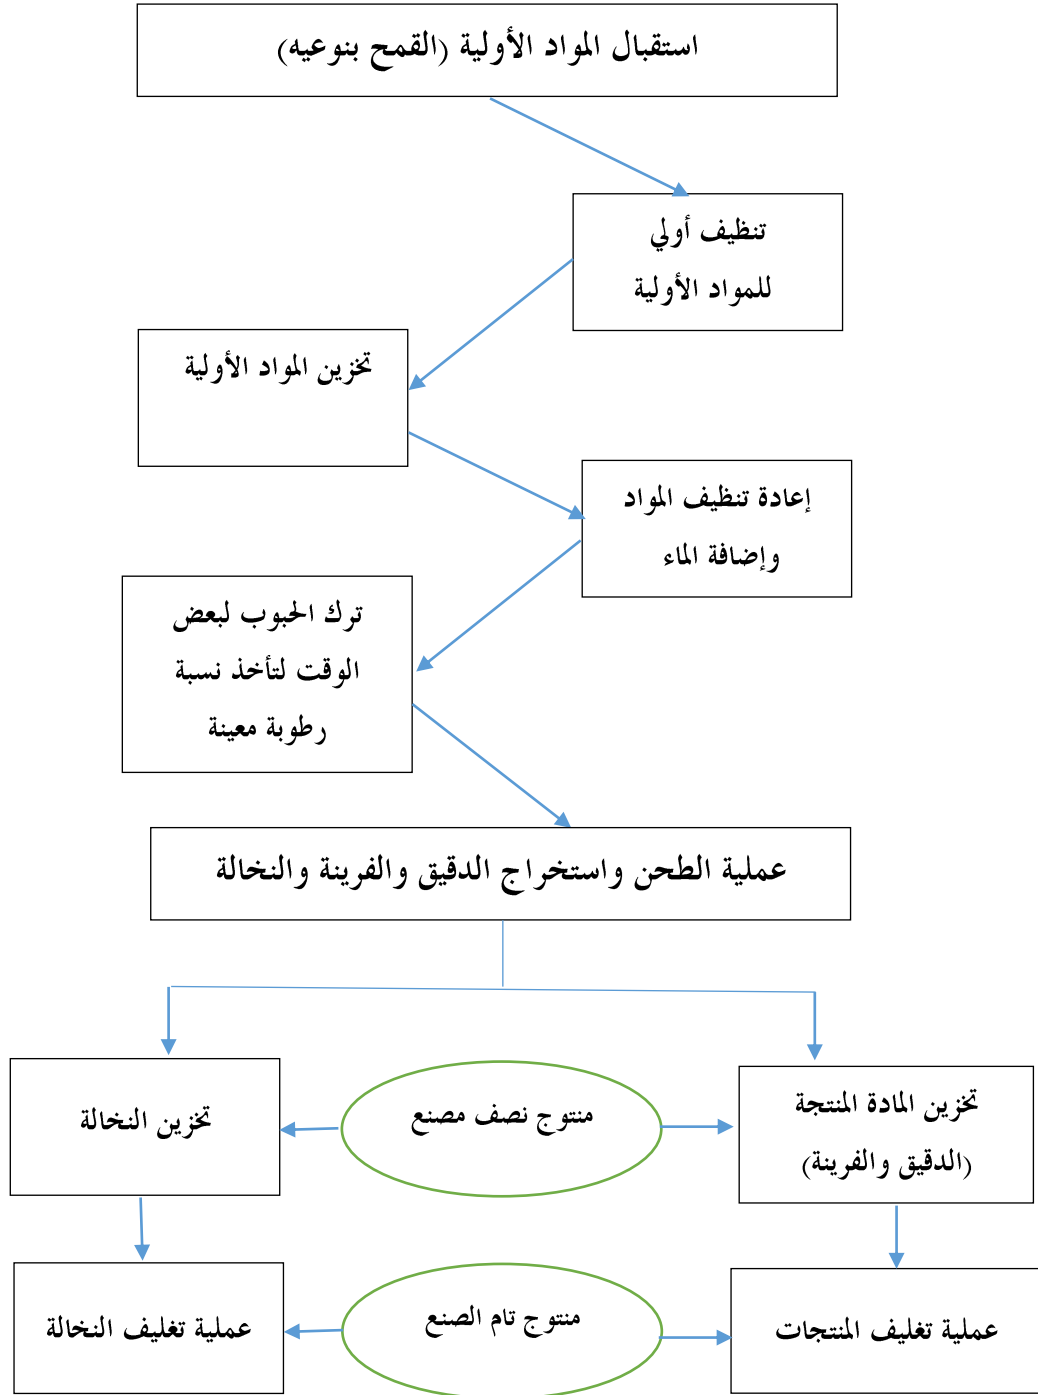 استقبال المواد الأولية (القمح بنوعيه)
تنظيف أولي
للمواد الأولية
تخزين المواد الأولية
إعادة تنظيف المواد
وإضافة الماء
ترك الحبوب لبعض
الوقت لتأخذ نسبة
رطوبة معينة
عملية الطحن واستخراج الدقيق والفرينة والنخالة
تخزين المادة المنتجة
(الدقيق والفرينة)
منتوج نصف مصنع
تخزين النخالة
عملية تغليف المنتجات
منتوج تام الصنع
عملية تغليف النخالة